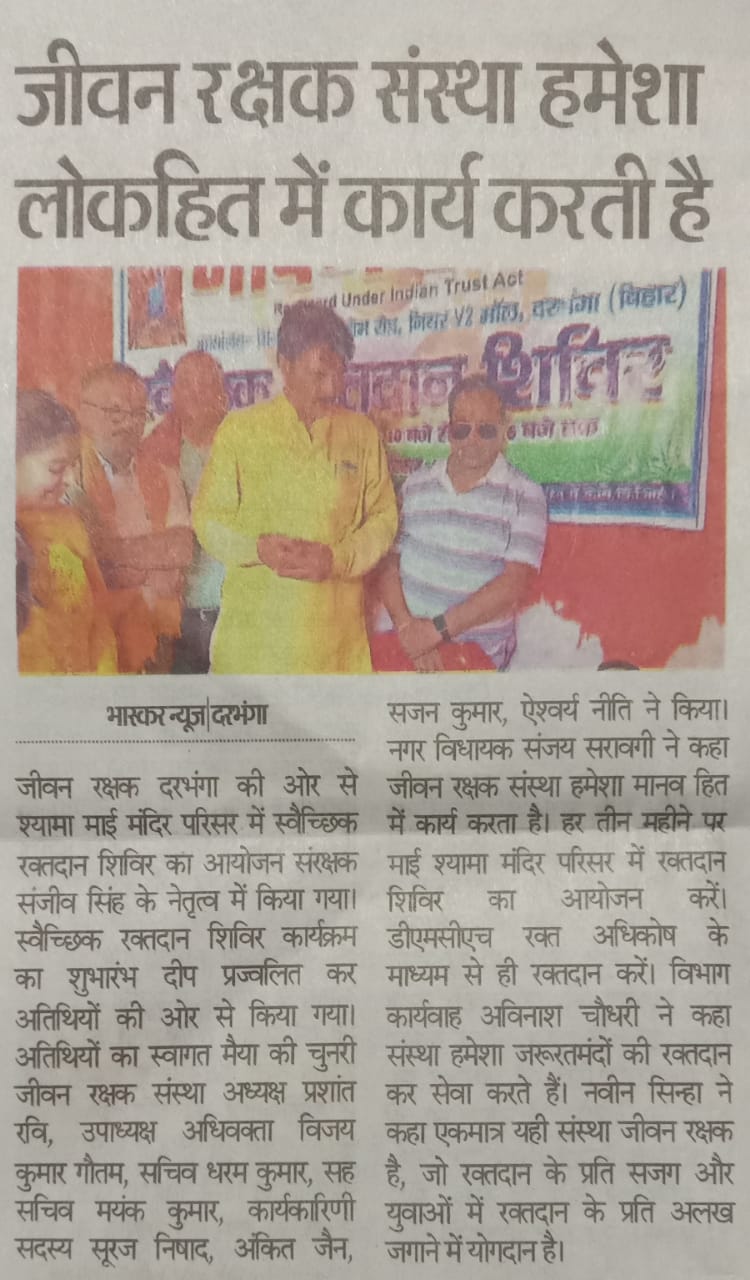 जीवन रक्षक संस्था हमेशा
लोकहित में कार्य करती है
Under Indian Trust Act
रोड, नियर V2 मॉल, दरभंगा (बिहार)
शिविर
10 बजे से 6 बजे तक
भास्कर न्यूज|दरभंगा
जीवन रक्षक दरभंगा की ओर से
श्यामा माई मंदिर परिसर में स्वैच्छिक
रक्तदान शिविर का आयोजन संरक्षक
संजीव सिंह के नेतृत्व में किया गया।
स्वैच्छिक रक्तदान शिविर कार्यक्रम
का शुभारंभ दीप प्रज्वलित कर
अतिथियों की ओर से किया गया।
अतिथियों का स्वागत मैया की चुनरी
जीवन रक्षक संस्था अध्यक्ष प्रशांत
रवि, उपाध्यक्ष अधिवक्ता विजय
कुमार गौतम, सचिव धरम कुमार, सह
सचिव मयंक कुमार, कार्यकारिणी
सदस्य सूरज निषाद, अंकित जैन,
सजन कुमार, ऐश्वर्य नीति ने किया।
नगर विधायक संजय सरावगी ने कहा
जीवन रक्षक संस्था हमेशा मानव हित
में कार्य करता है। हर तीन महीने पर
माई श्यामा मंदिर परिसर में रक्तदान
शिविर का आयोजन करें।
डीएमसीएच रक्त अधिकोष के
माध्यम से ही रक्तदान करें। विभाग
कार्यवाह अविनाश चौधरी ने कहा
संस्था हमेशा जरूरतमंदों की रक्तदान
कर सेवा करते हैं। नवीन सिन्हा ने
कहा एकमात्र यही संस्था जीवन रक्षक
है, जो रक्तदान के प्रति सजग और
युवाओं में रक्तदान के प्रति अलख
जगाने में योगदान है।